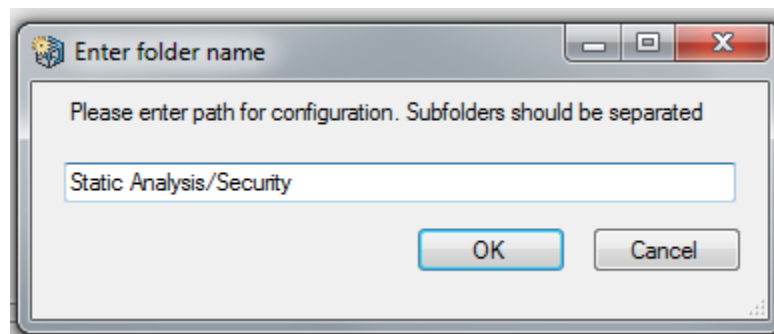 Enter folder name
Please enter path for configuration. Subfolders should be separated
Static Analysis/Security
OK
Cancel